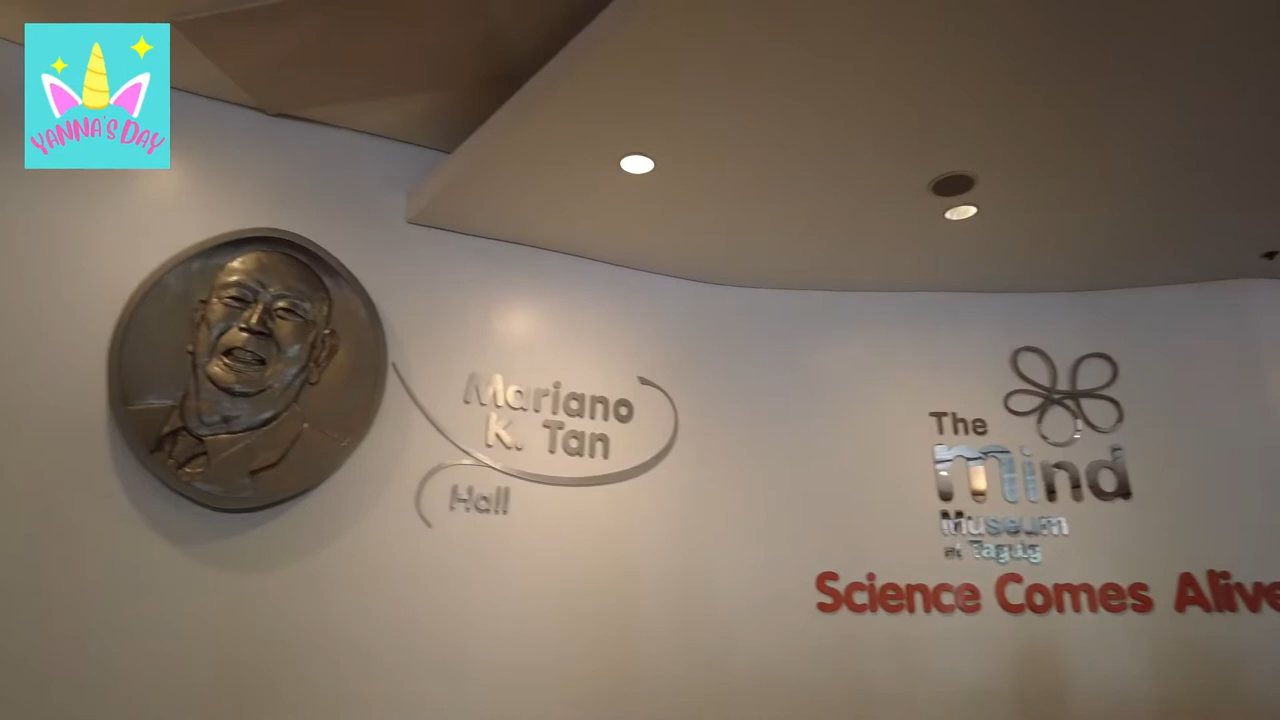 YANNA'S DAY
Mariano
K. Tan
Hall
The
mind
Museum
at Taguig
Science Comes Alive